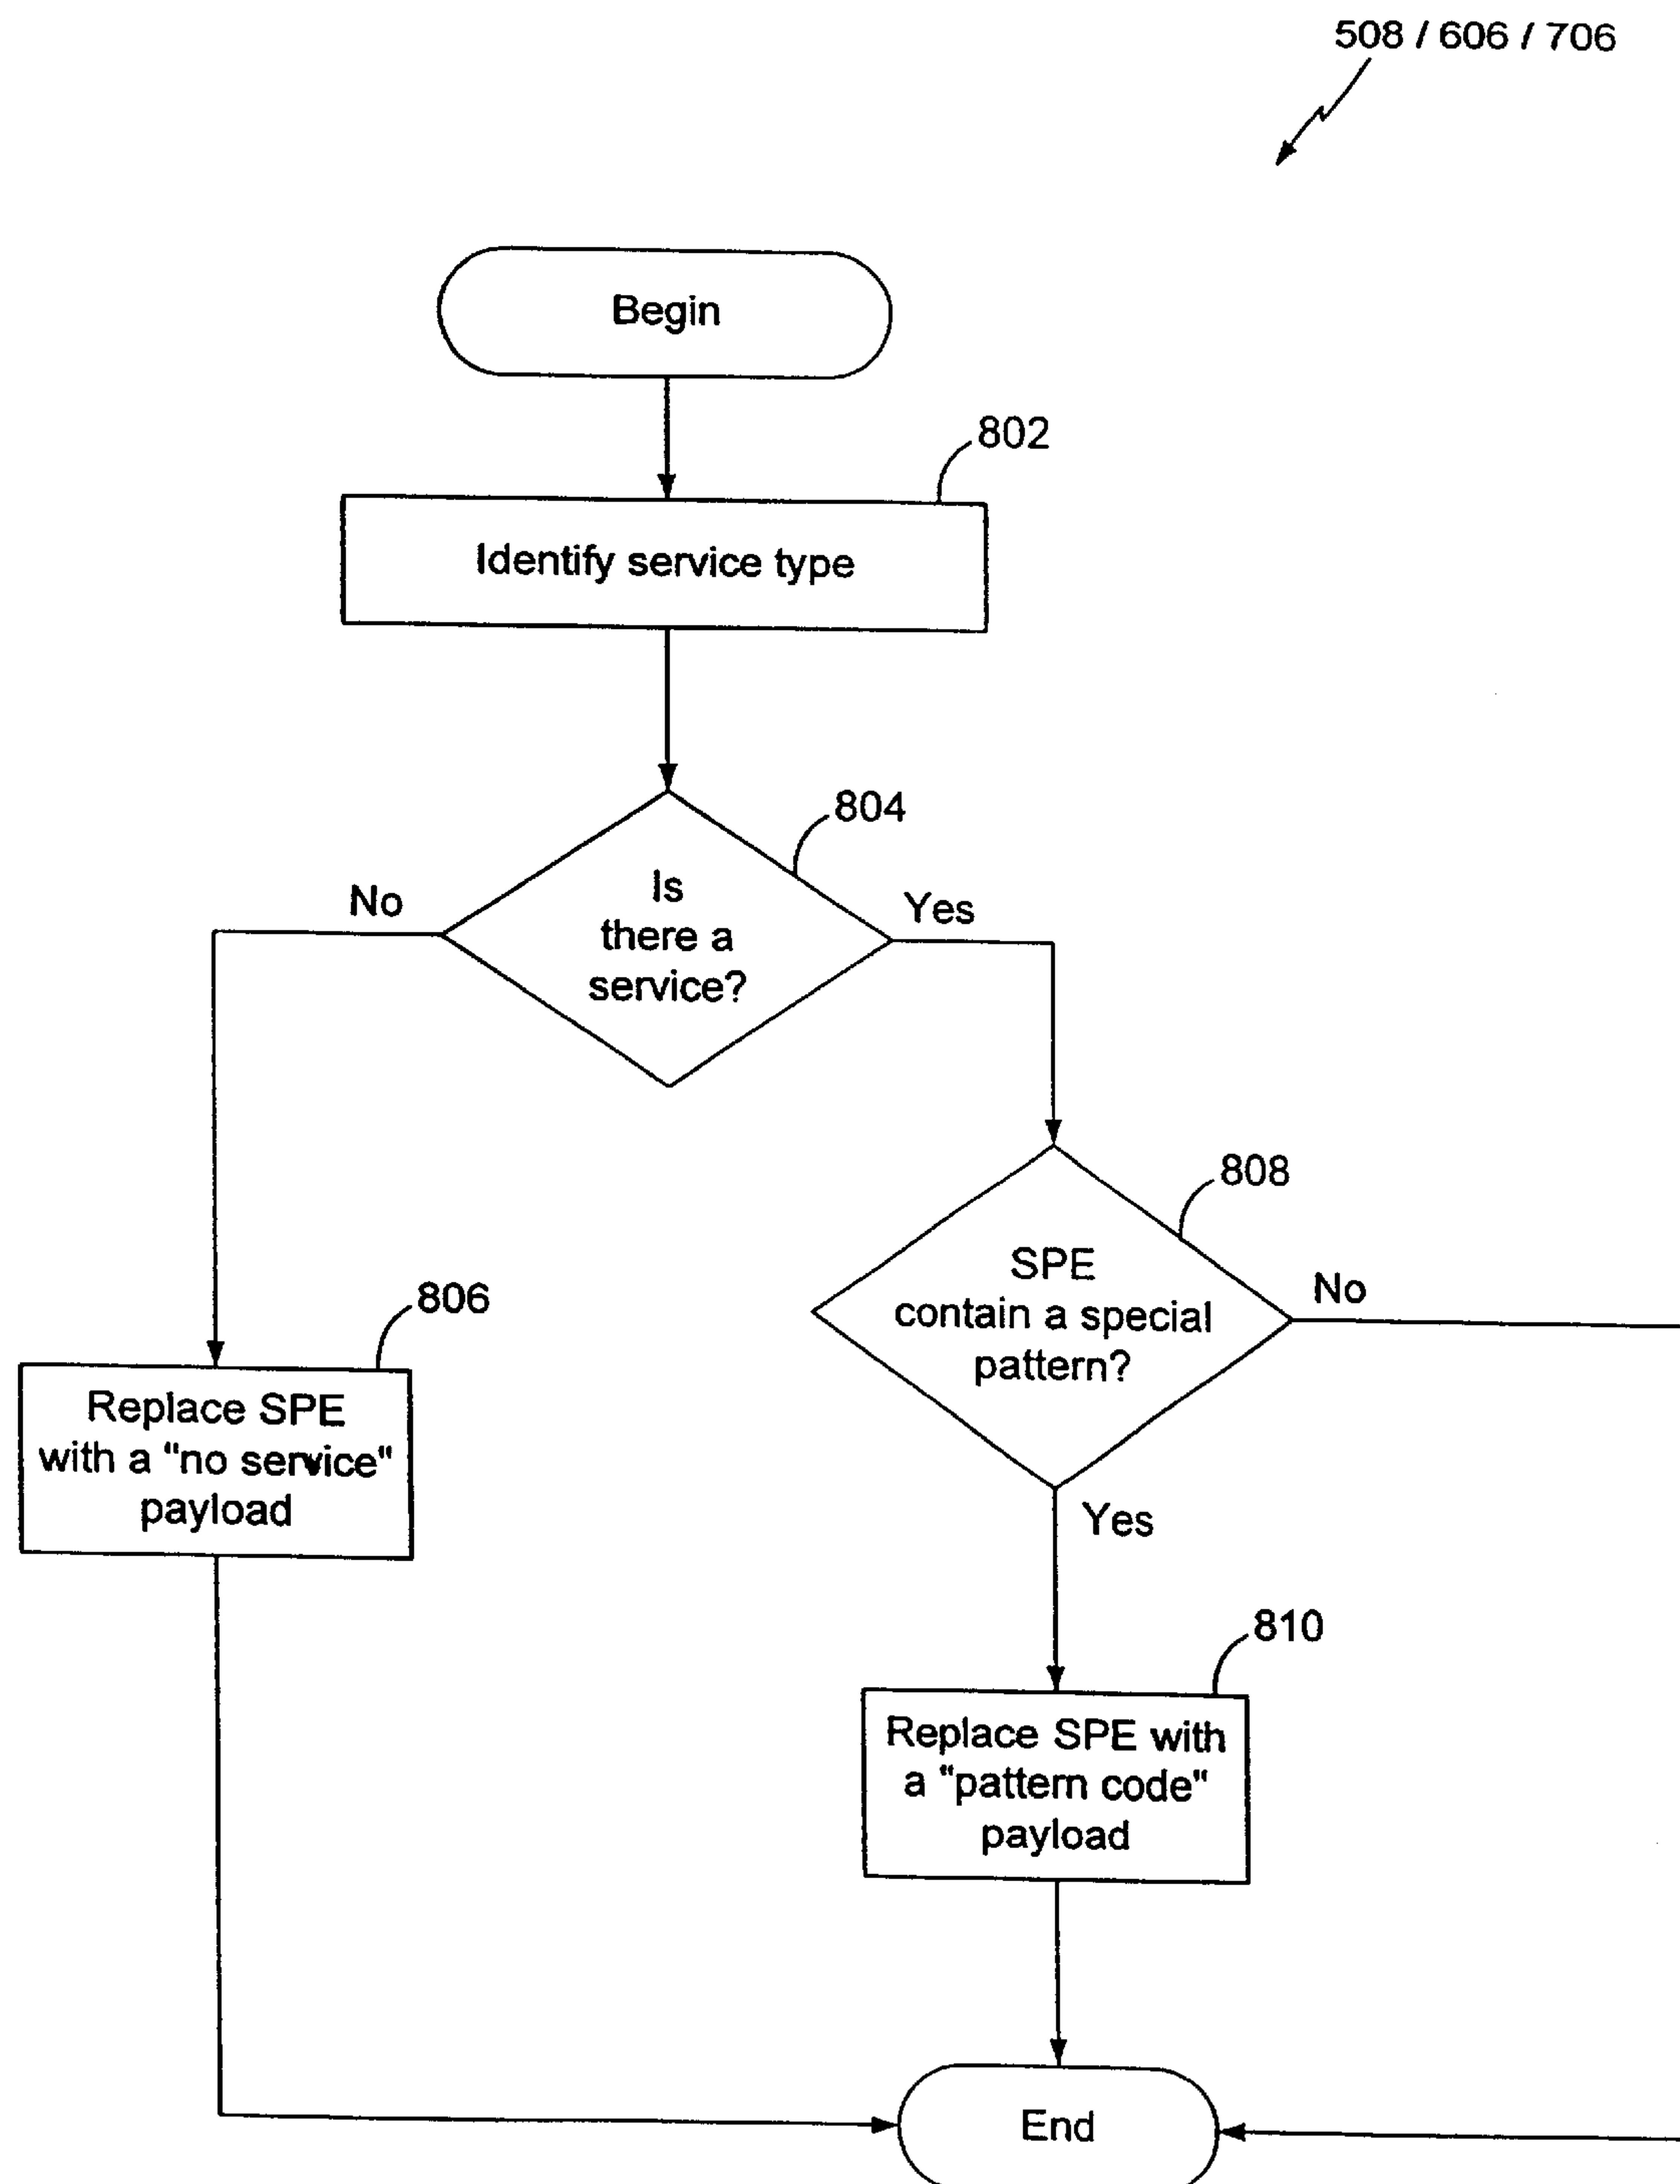 508 / 606 / 706
Begin
802
Identify service type
804
Is
there a
service?
No
Yes
808
SPE
contain a special
pattern?
No
Yes
806
Replace SPE
with a "no service"
payload
810
Replace SPE with
a "pattern code"
payload
End